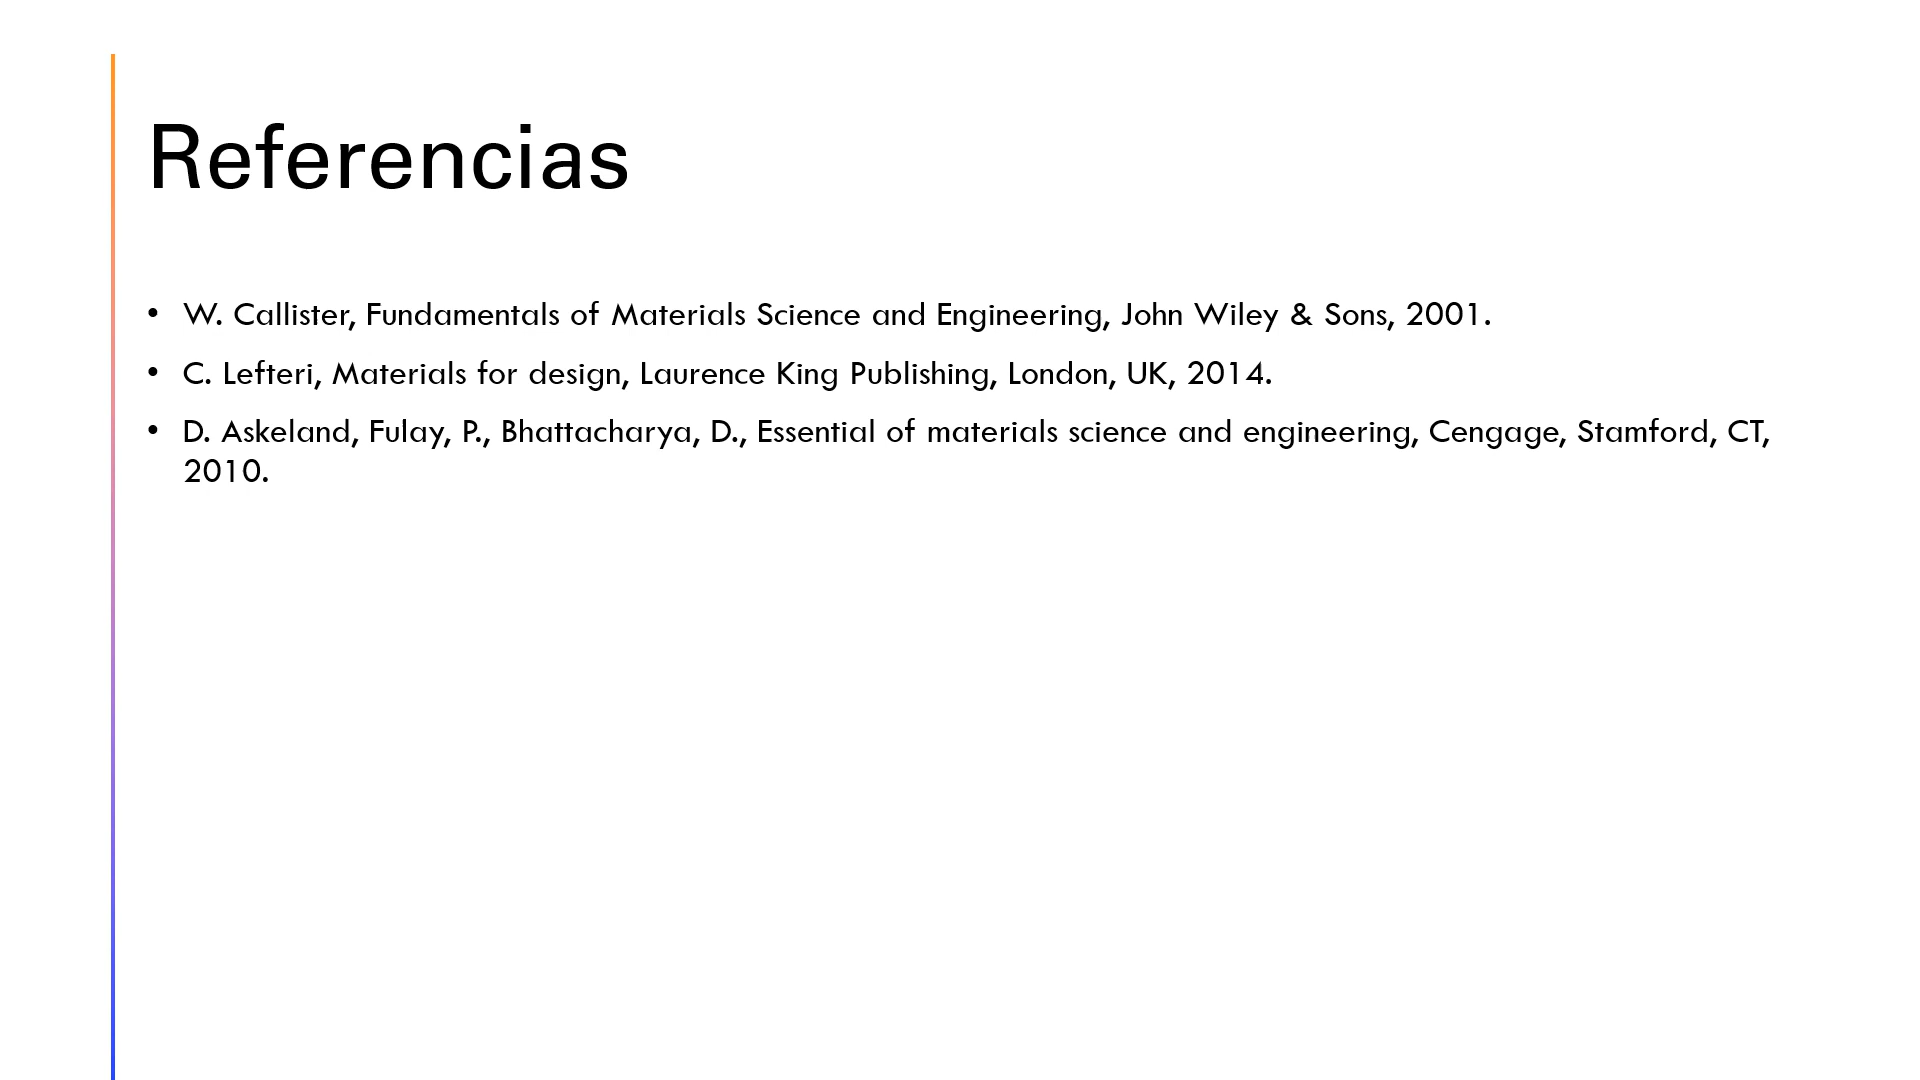 Referencias
• W. Callister, Fundamentals of Materials Science and Engineering, John Wiley & Sons, 2001.
• C. Lefteri, Materials for design, Laurence King Publishing, London, UK, 2014.
• D. Askeland, Fulay, P., Bhattacharya, D., Essential of materials science and engineering, Cengage, Stamford, CT,
2010.